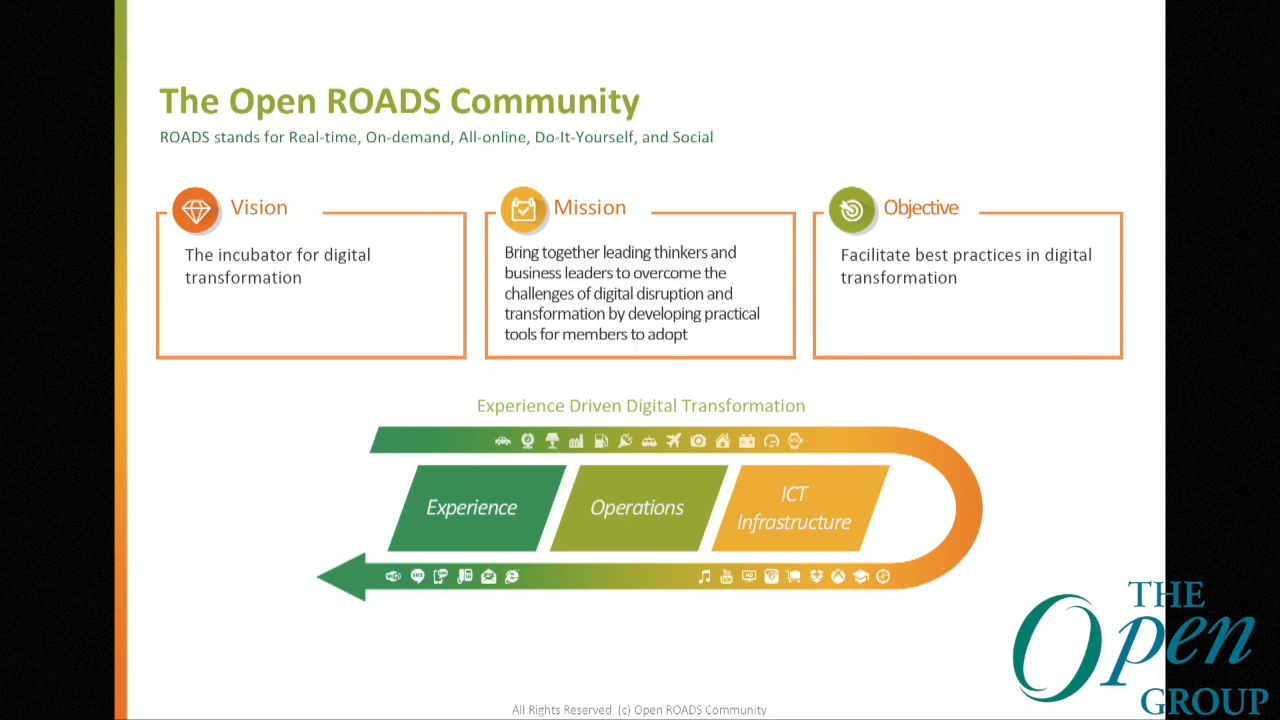 The Open ROADS Community
ROADS stands for Real-time, On-demand, All-online, Do-It-Yourself, and Social
Vision
The incubator for digital
transformation
Mission
Bring together leading thinkers and
business leaders to overcome the
challenges of digital disruption and
transformation by developing practical
tools for members to adopt
Objective
Facilitate best practices in digital
transformation
Experience Driven Digital Transformation
Experience
Operations
ICT
Infrastructure
All Rights Reserved (c) Open ROADS Community
THE
Open
GROUP